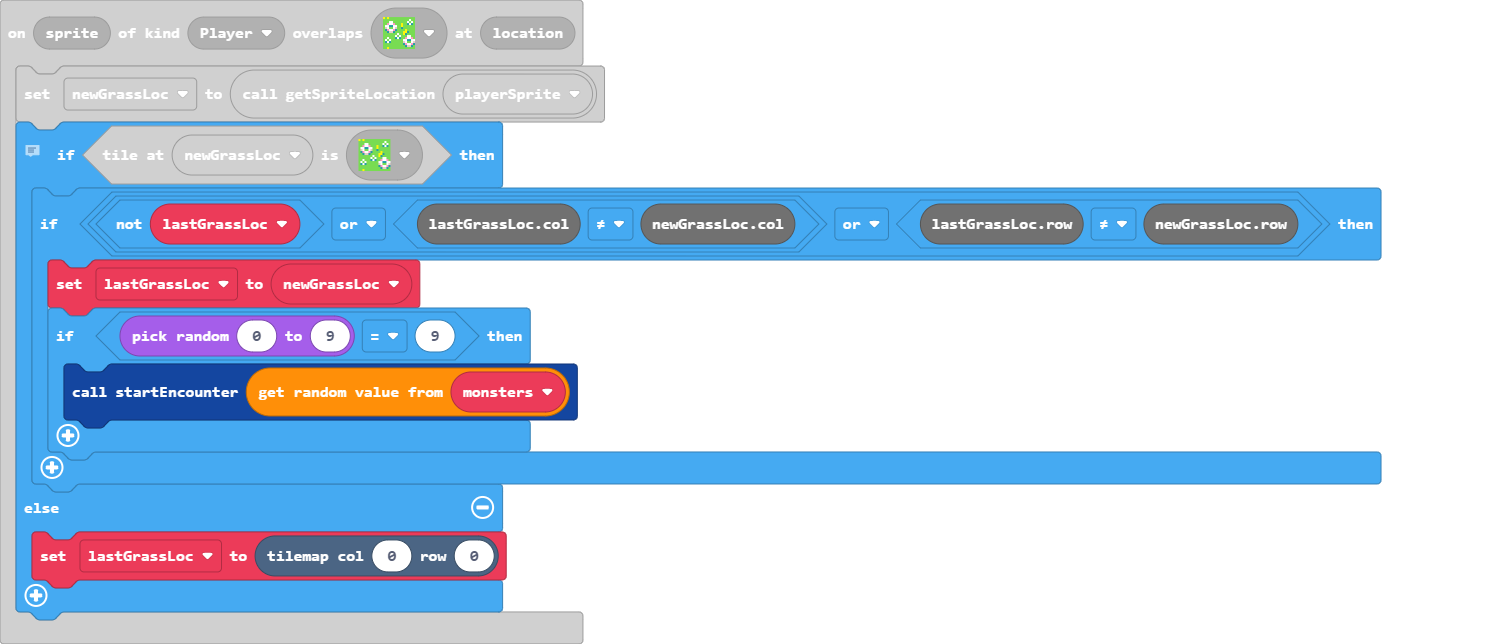 on sprite of kind Player overlaps at location
set newGrassLoc to call getSpriteLocation playerSprite
if tile at newGrassLoc is then
if not lastGrassLoc or lastGrassLoc.col ≠ newGrassLoc.col or lastGrassLoc.row ≠ newGrassLoc.row then
set lastGrassLoc to newGrassLoc
if pick random 0 to 9 = 9 then
call startEncounter get random value from monsters
else
set lastGrassLoc to tilemap col 0 row 0